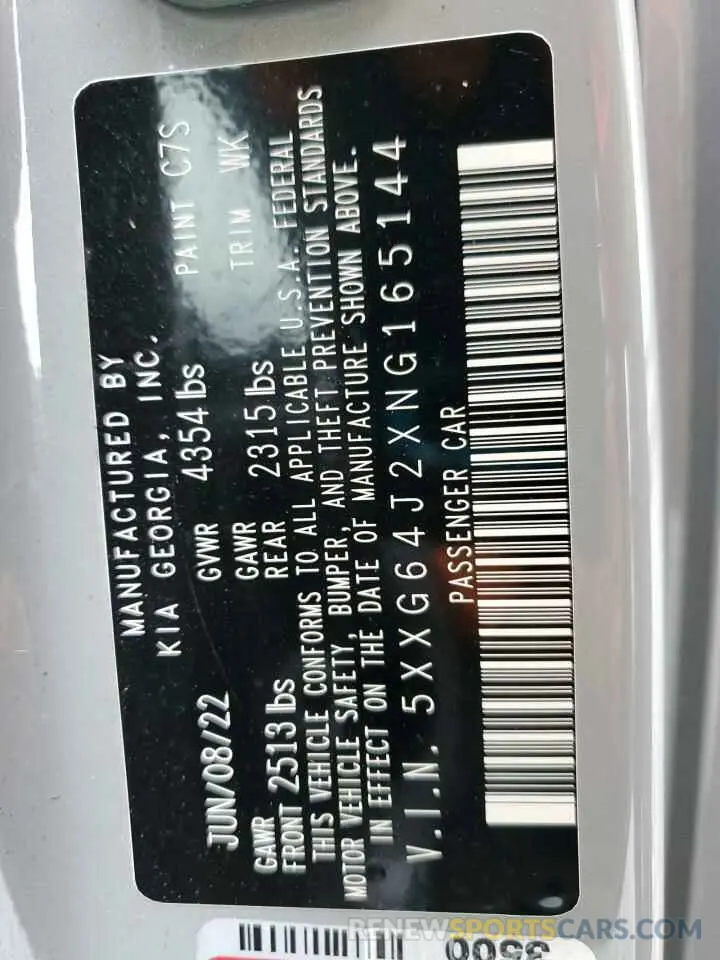 MANUFACTURED BY
KIA GEORGIA, INC.
JUN/08/22 GVWR 4354 lbs PAINT C7S
GAWR FRONT 2513 lbs GAWR REAR 2315 lbs TRIM WK
THIS VEHICLE CONFORMS TO ALL APPLICABLE U.S.A. FEDERAL
MOTOR VEHICLE SAFETY, BUMPER, AND THEFT PREVENTION STANDARDS
IN EFFECT ON THE DATE OF MANUFACTURE SHOWN ABOVE.
V.I.N. 5XXG64J2XNG165144
PASSENGER CAR
3500
RENEWSPORTSCARS.COM